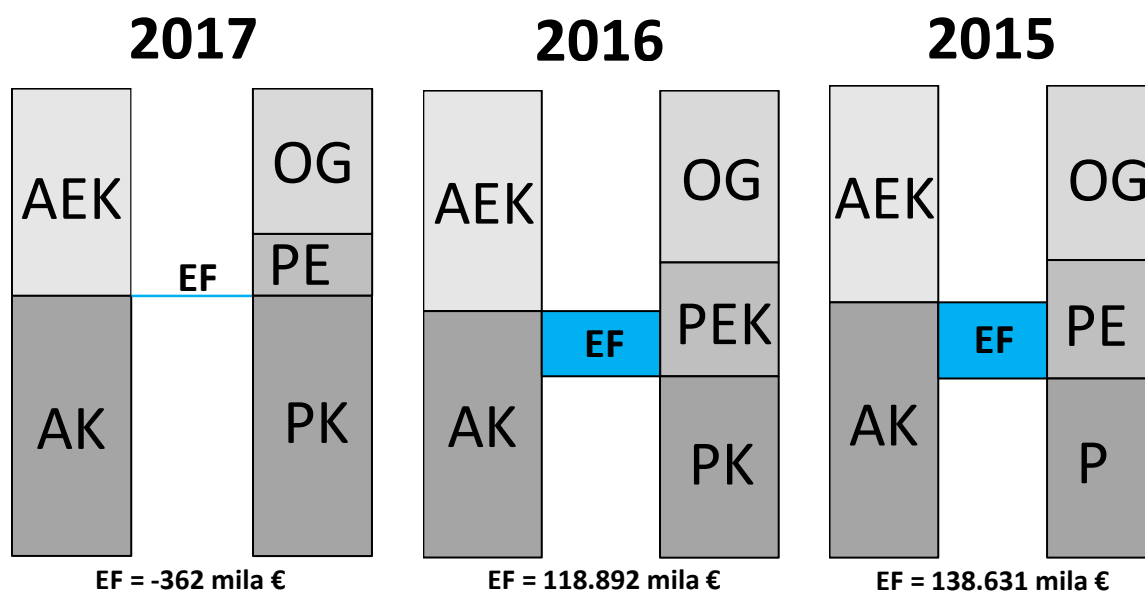 2017
2016
2015
AEK
OG
PE
EF
AK
PK
EF = -362 mila €
AEK
OG
PEK
EF
AK
PK
EF = 118.892 mila €
AEK
OG
PE
EF
AK
P
EF = 138.631 mila €